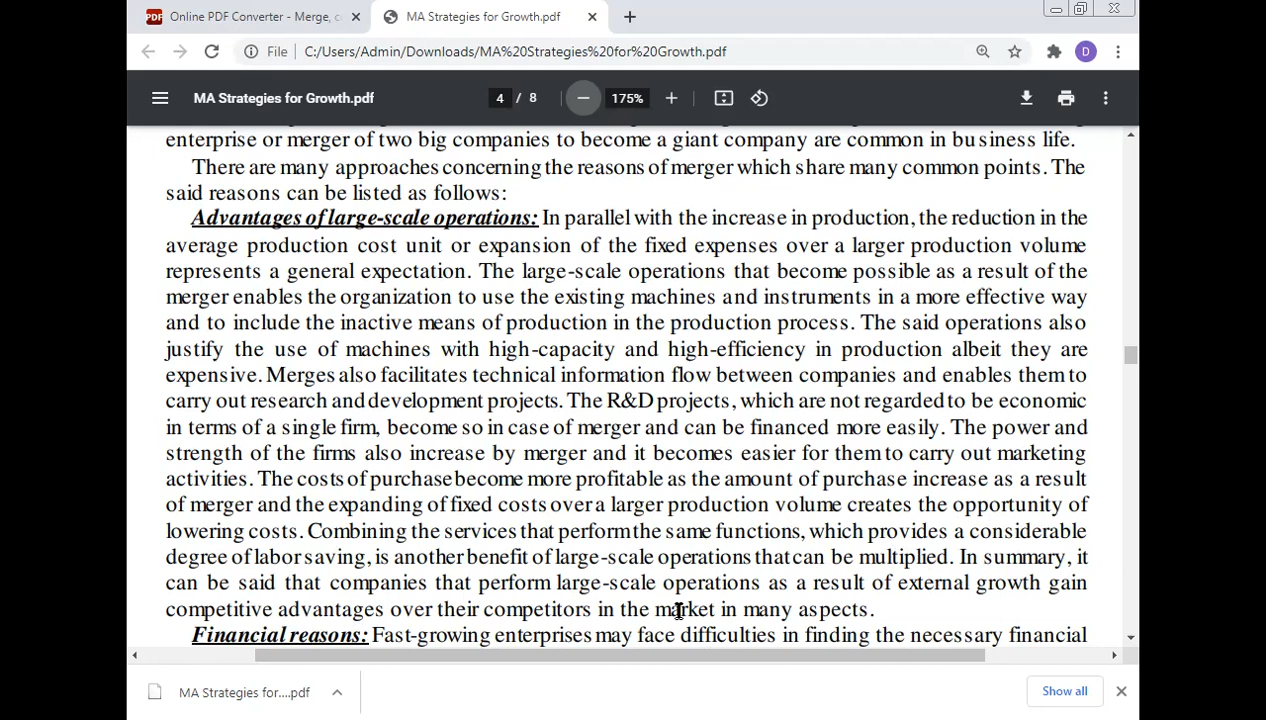 Online PDF Converter - Merge, c
MA Strategies for Growth.pdf
File
C:/Users/Admin/Downloads/MA%20Strategies%20for%20Growth.pdf
D
MA Strategies for Growth.pdf
4 / 8
175%
enterprise or merger of two big companies to become a giant company are common in business life.
There are many approaches concerning the reasons of merger which share many common points. The
said reasons can be listed as follows:
Advantages of large-scale operations: In parallel with the increase in production, the reduction in the
average production cost unit or expansion of the fixed expenses over a larger production volume
represents a general expectation. The large-scale operations that become possible as a result of the
merger enables the organization to use the existing machines and instruments in a more effective way
and to include the inactive means of production in the production process. The said operations also
justify the use of machines with high-capacity and high-efficiency in production albeit they are
expensive. Merges also facilitates technical information flow between companies and enables them to
carry out research and development projects. The R&D projects, which are not regarded to be economic
in terms of a single firm, become so in case of merger and can be financed more easily. The power and
strength of the firms also increase by merger and it becomes easier for them to carry out marketing
activities. The costs of purchase become more profitable as the amount of purchase increase as a result
of merger and the expanding of fixed costs over a larger production volume creates the opportunity of
lowering costs. Combining the services that perform the same functions, which provides a considerable
degree of labor saving, is another benefit of large-scale operations that can be multiplied. In summary, it
can be said that companies that perform large-scale operations as a result of external growth gain
competitive advantages over their competitors in the market in many aspects.
Financial reasons: Fast-growing enterprises may face difficulties in finding the necessary financial
MA Strategies for....pdf
Show all